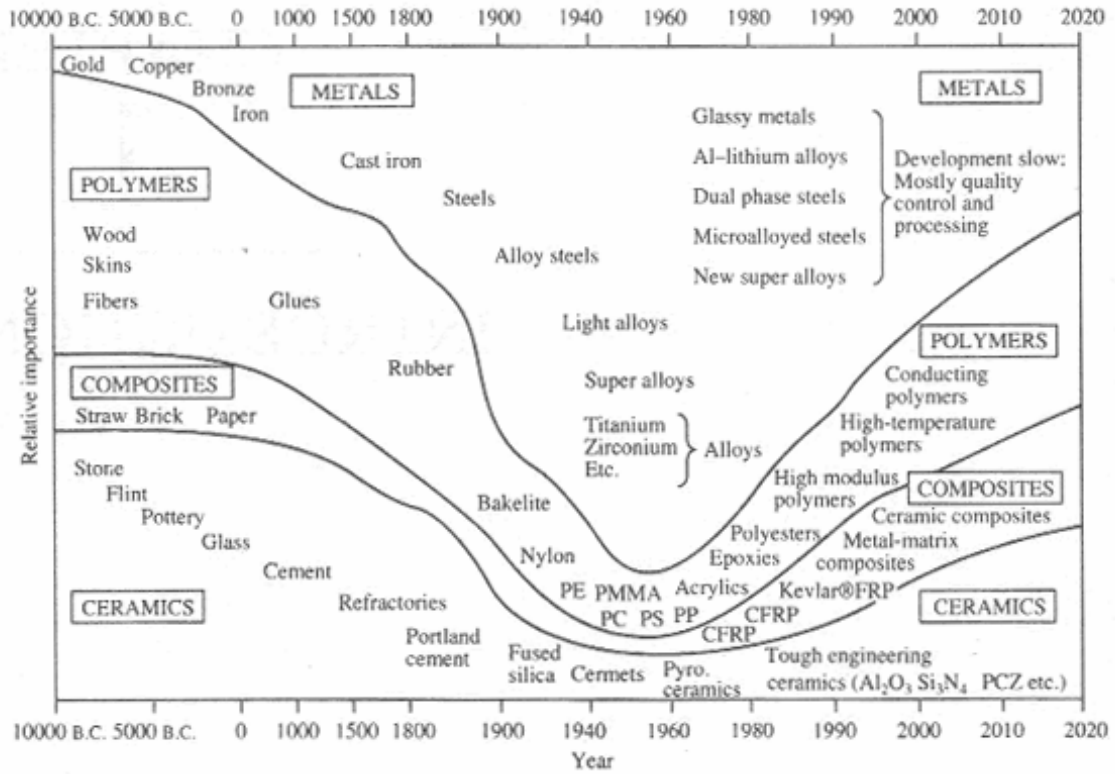 10000 B.C. 5000 B.C. 0 1000 1500 1800 1900 1940 1960 1980 1990 2000 2010 2020
Gold Copper
Bronze
Iron
METALS
METALS
Cast iron
Steels
Alloy steels
Light alloys
Super alloys
Titanium
Zirconium
Etc.
Alloys
Glassy metals
Al–lithium alloys
Dual phase steels
Microalloyed steels
New super alloys
Development slow:
Mostly quality
control and
processing
POLYMERS
Wood
Skins
Fibers
Glues
Rubber
Bakelite
Nylon
PE PMMA Acrylics
PC PS PP
Epoxies
Polyesters
High modulus
polymers
High-temperature
polymers
Conducting
polymers
POLYMERS
COMPOSITES
Straw Brick Paper
CFRP
CFRP
Kevlar®FRP
Metal-matrix
composites
Ceramic composites
COMPOSITES
Stone
Flint
Pottery
Glass
Cement
Refractories
Portland
cement
Fused
silica
Cermets
Pyro.
ceramics
Tough engineering
ceramics (Al₂O₃ Si₃N₄ PCZ etc.)
CERAMICS
CERAMICS
Relative importance
10000 B.C. 5000 B.C. 0 1000 1500 1800 1900 1940 1960 1980 1990 2000 2010 2020
Year